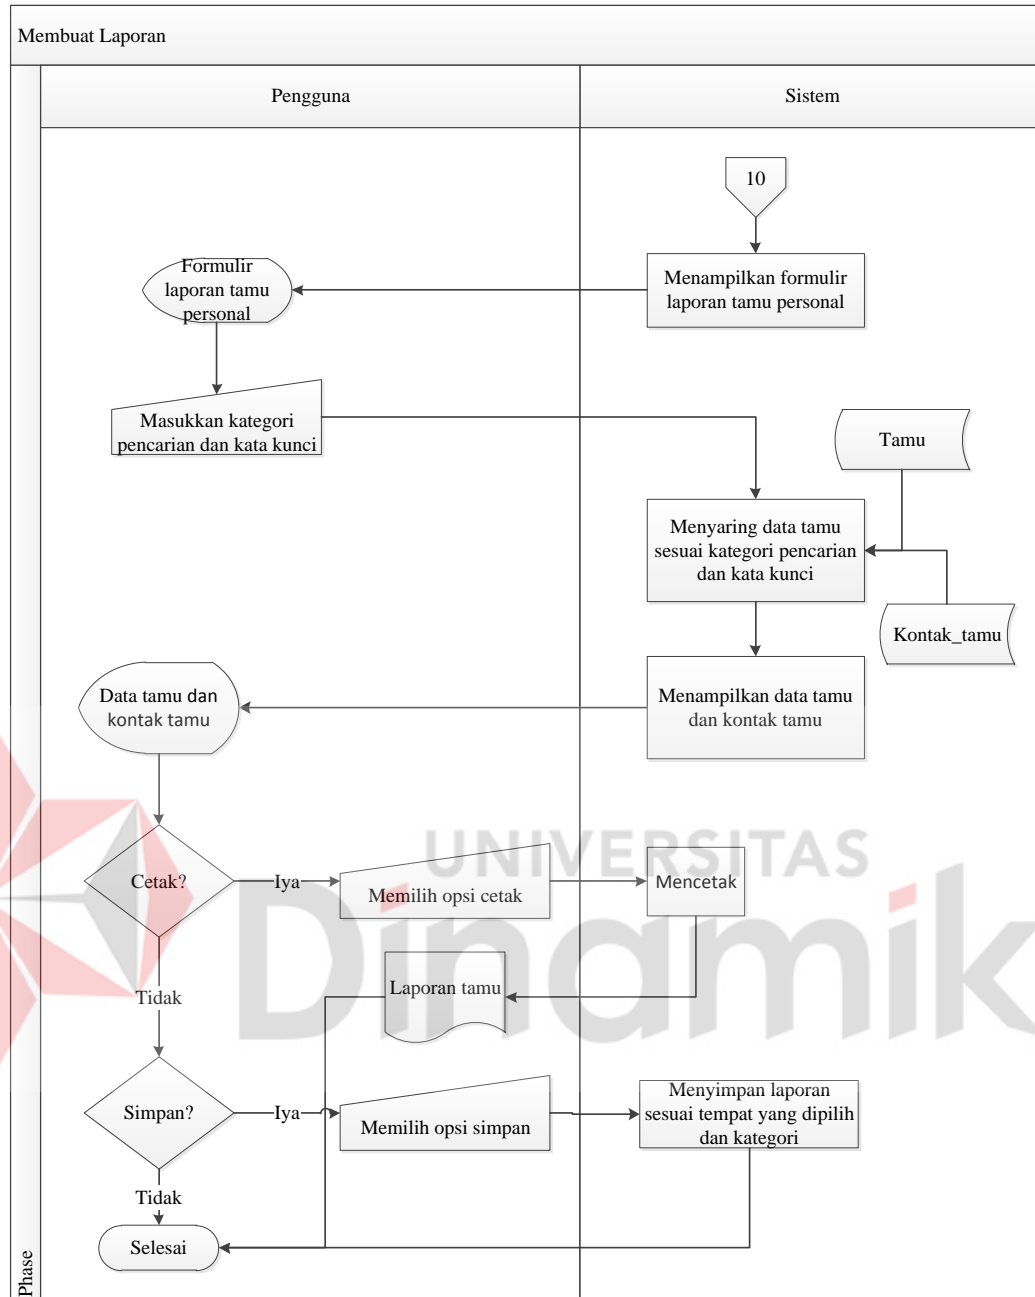 Membuat Laporan
Pengguna
Sistem
10
Menampilkan formulir
laporan tamu personal
Formulir
laporan tamu
personal
Masukkan kategori
pencarian dan kata kunci
Tamu
Menyaring data tamu
sesuai kategori pencarian
dan kata kunci
Kontak_tamu
Menampilkan data tamu
dan kontak tamu
Data tamu dan
kontak tamu
Cetak?
Iya
Memilih opsi cetak
Mencetak
Laporan tamu
Tidak
Simpan?
Iya
Memilih opsi simpan
Menyimpan laporan
sesuai tempat yang dipilih
dan kategori
Tidak
Selesai
Phase
UNIVERSITAS
Dinamik